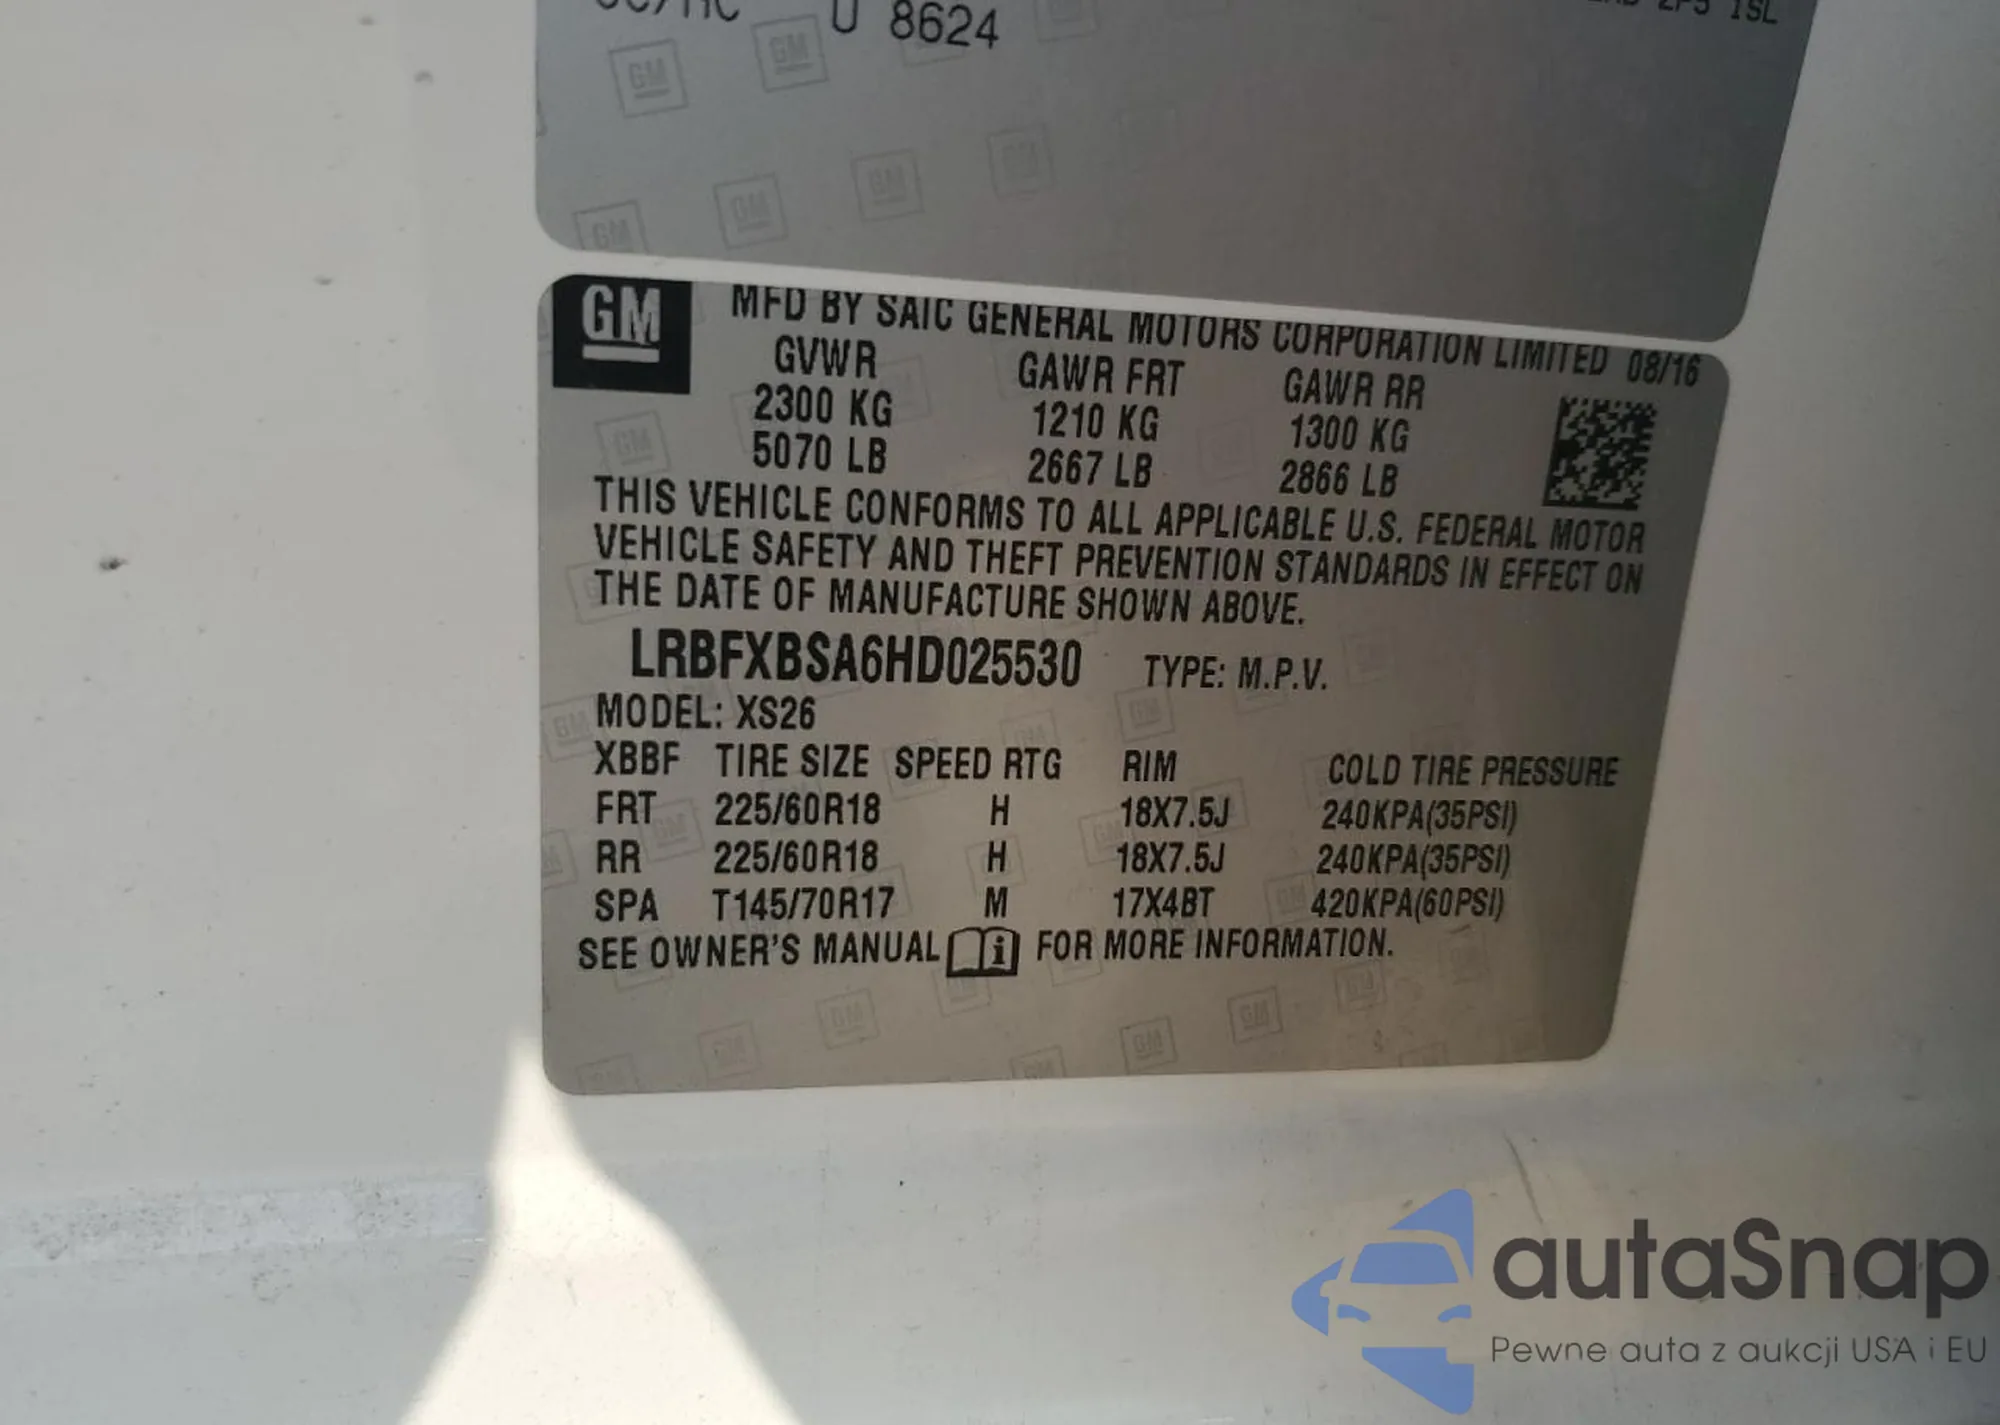 U 8624
2P5 ISL
GM
MFD BY SAIC GENERAL MOTORS CORPORATION LIMITED 08/16
GVWR GAWR FRT GAWR RR
2300 KG 1210 KG 1300 KG
5070 LB 2667 LB 2866 LB
THIS VEHICLE CONFORMS TO ALL APPLICABLE U.S. FEDERAL MOTOR
VEHICLE SAFETY AND THEFT PREVENTION STANDARDS IN EFFECT ON
THE DATE OF MANUFACTURE SHOWN ABOVE.
LRBFXBSA6HD025530 TYPE: M.P.V.
MODEL: XS26
XBBF TIRE SIZE SPEED RTG RIM COLD TIRE PRESSURE
FRT 225/60R18 H 18X7.5J 240KPA(35PSI)
RR 225/60R18 H 18X7.5J 240KPA(35PSI)
SPA T145/70R17 M 17X4BT 420KPA(60PSI)
SEE OWNER'S MANUAL FOR MORE INFORMATION.
autaSnap
Pewne auta z aukcji USA i EU